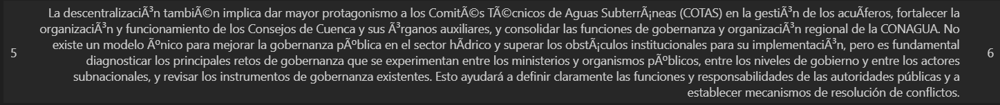 La descentralizaciÃ³n tambiÃ©n implica dar mayor protagonismo a los ComitÃ©s TÃ©cnicos de Aguas SubterrÃ¡neas (COTAS) en la gestiÃ³n de los acuÃferos, fortalecer la
organizaciÃ³n y funcionamiento de los Consejos de Cuenca y sus Ã³rganos auxiliares, y consolidar las funciones de gobernanza y organizaciÃ³n regional de la CONAGUA. No
existe un modelo Ãºnico para mejorar la gobernanza pÃºblica en el sector hÃdrico y superar los obstÃ¡culos institucionales para su implementaciÃ³n, pero es fundamental
5
6
diagnosticar los principales retos de gobernanza que se experimentan entre los ministerios y organismos pÃºblicos, entre los niveles de gobierno y entre los actores
subnacionales, y revisar los instrumentos de gobernanza existentes. Esto ayudará a definir claramente las funciones y responsabilidades de las autoridades públicas y a
establecer mecanismos de resolución de conflictos.